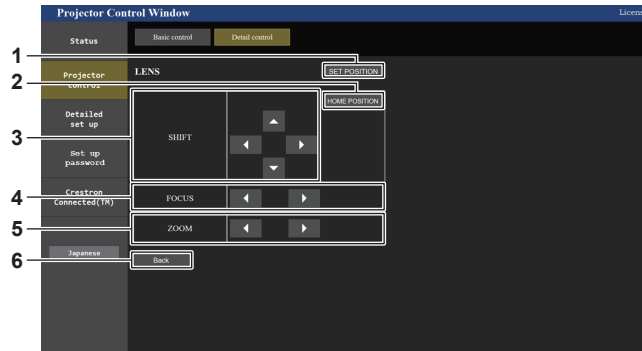 Projector Control Window
Licens
Status
Basic control
Detail control
1
2
Projector
control
LENS
SET POSITION
HOME POSITION
Detailed
set up
3
SHIFT
Set up
password
Crestron
Connected(TM)
4
FOCUS
5
ZOOM
Japanese
6
Back